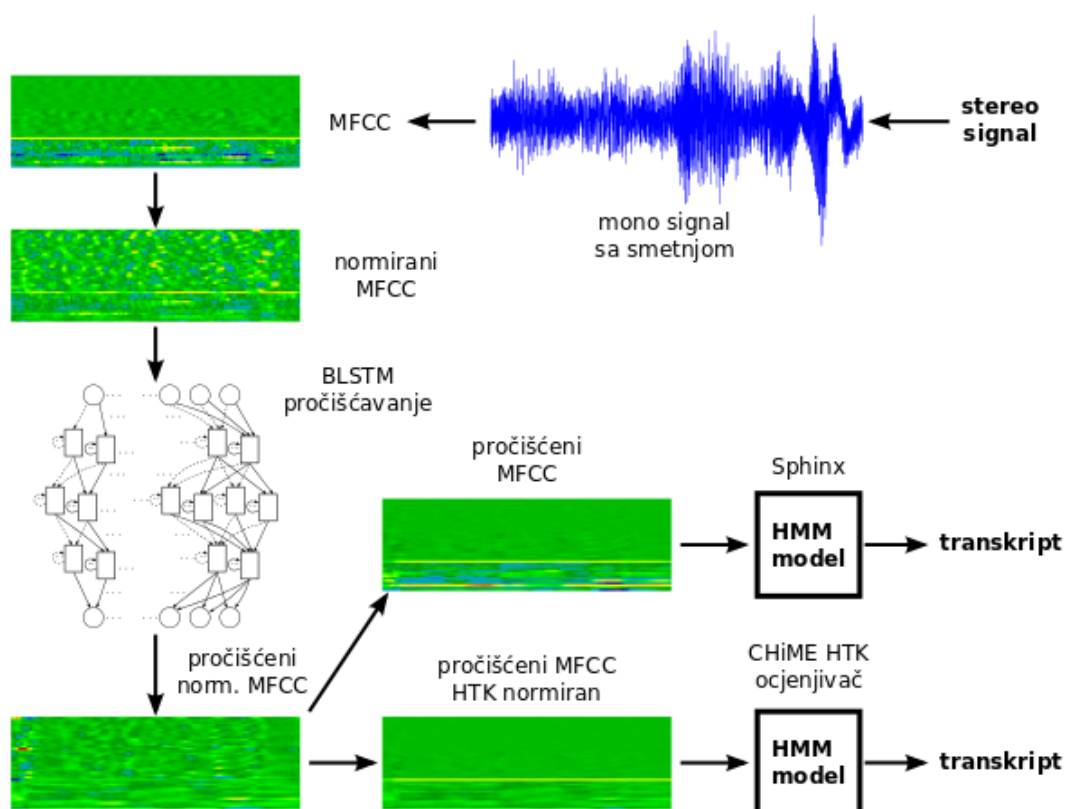 stereo
signal
mono signal
sa smetnjom
MFCC
normirani
MFCC
BLSTM
pročišćavanje
pročišćeni
norm. MFCC
pročišćeni
MFCC
Sphinx
HMM
model
transkript
pročišćeni MFCC
HTK normiran
CHiME HTK
ocjenjivač
HMM
model
transkript